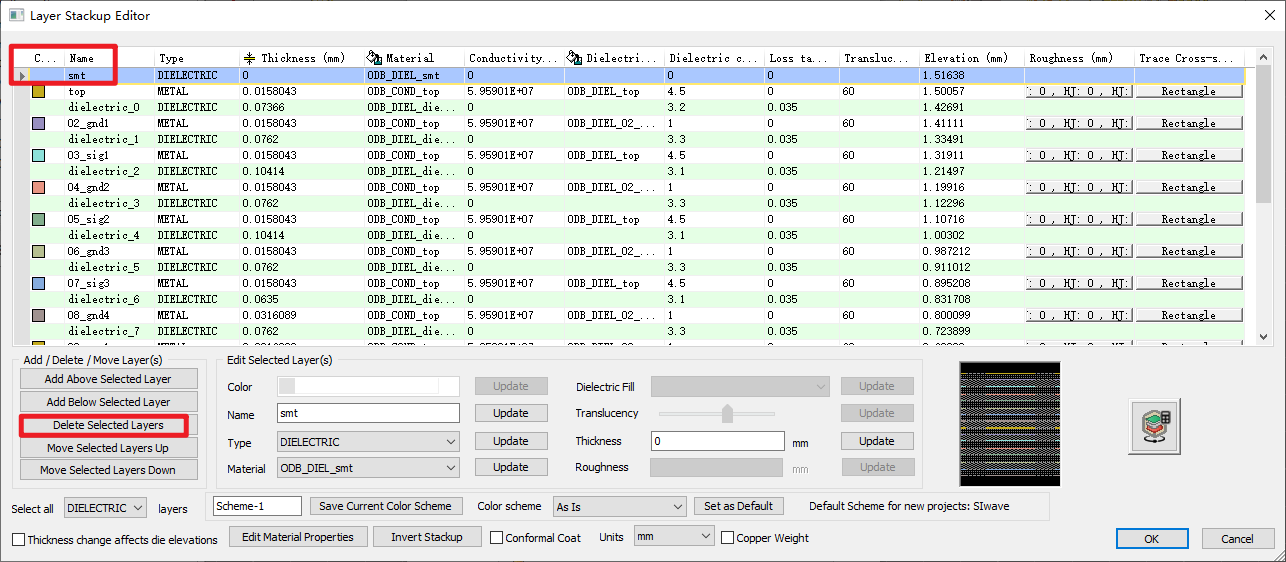 Layer Stackup Editor
C... Name Type Thickness (mm) Material Conductivity... Dielectri... Dielectric c... Loss ta... Transluc... Elevation (mm) Roughness (mm) Trace Cross-s...
smt DIELECTRIC 0 ODB_DIEL_smt 0 0 0 1.51638
top METAL 0.0158043 ODB_COND_top 5.95901E+07 ODB_DIEL_top 4.5 60 1.50057 : 0 , HJ: 0 , HJ: Rectangle
dielectric_0 DIELECTRIC 0.07366 ODB_DIEL_die... 0 3.2 0.035 1.42691
02_gnd1 METAL 0.0158043 ODB_COND_top 5.95901E+07 ODB_DIEL_02_... 1 60 1.41111 : 0 , HJ: 0 , HJ: Rectangle
dielectric_1 DIELECTRIC 0.0762 ODB_DIEL_die... 0 3.3 0.035 1.33491
03_sig1 METAL 0.0158043 ODB_COND_top 5.95901E+07 ODB_DIEL_top 4.5 60 1.31911 : 0 , HJ: 0 , HJ: Rectangle
dielectric_2 DIELECTRIC 0.10414 ODB_DIEL_die... 0 3.1 0.035 1.21497
04_gnd2 METAL 0.0158043 ODB_COND_top 5.95901E+07 ODB_DIEL_02_... 1 60 1.19916 : 0 , HJ: 0 , HJ: Rectangle
dielectric_3 DIELECTRIC 0.0762 ODB_DIEL_die... 0 3.3 0.035 1.12296
05_sig2 METAL 0.0158043 ODB_COND_top 5.95901E+07 ODB_DIEL_top 4.5 60 1.10716 : 0 , HJ: 0 , HJ: Rectangle
dielectric_4 DIELECTRIC 0.10414 ODB_DIEL_die... 0 3.1 0.035 1.00302
06_gnd3 METAL 0.0158043 ODB_COND_top 5.95901E+07 ODB_DIEL_02_... 1 60 0.987212 : 0 , HJ: 0 , HJ: Rectangle
dielectric_5 DIELECTRIC 0.0762 ODB_DIEL_die... 0 3.3 0.035 0.911012
07_sig3 METAL 0.0158043 ODB_COND_top 5.95901E+07 ODB_DIEL_top 4.5 60 0.895208 : 0 , HJ: 0 , HJ: Rectangle
dielectric_6 DIELECTRIC 0.0635 ODB_DIEL_die... 0 3.1 0.035 0.831708
08_gnd4 METAL 0.0316089 ODB_COND_top 5.95901E+07 ODB_DIEL_02_... 1 60 0.800099 : 0 , HJ: 0 , HJ: Rectangle
dielectric_7 DIELECTRIC 0.0762 ODB_DIEL_die... 0 3.3 0.035 0.723899
Add / Delete / Move Layer(s)
Add Above Selected Layer
Add Below Selected Layer
Delete Selected Layers
Move Selected Layers Up
Move Selected Layers Down
Edit Selected Layer(s)
Color Update Dielectric Fill Update
Name smt Update Translucency Update
Type DIELECTRIC Update Thickness 0 mm Update
Material ODB_DIEL_smt Update Roughness mm Update
Select all DIELECTRIC layers Scheme-1 Save Current Color Scheme Color scheme As Is Set as Default Default Scheme for new projects: SIwave
Thickness change affects die elevations Edit Material Properties Invert Stackup Conformal Coat Units mm Copper Weight OK Cancel